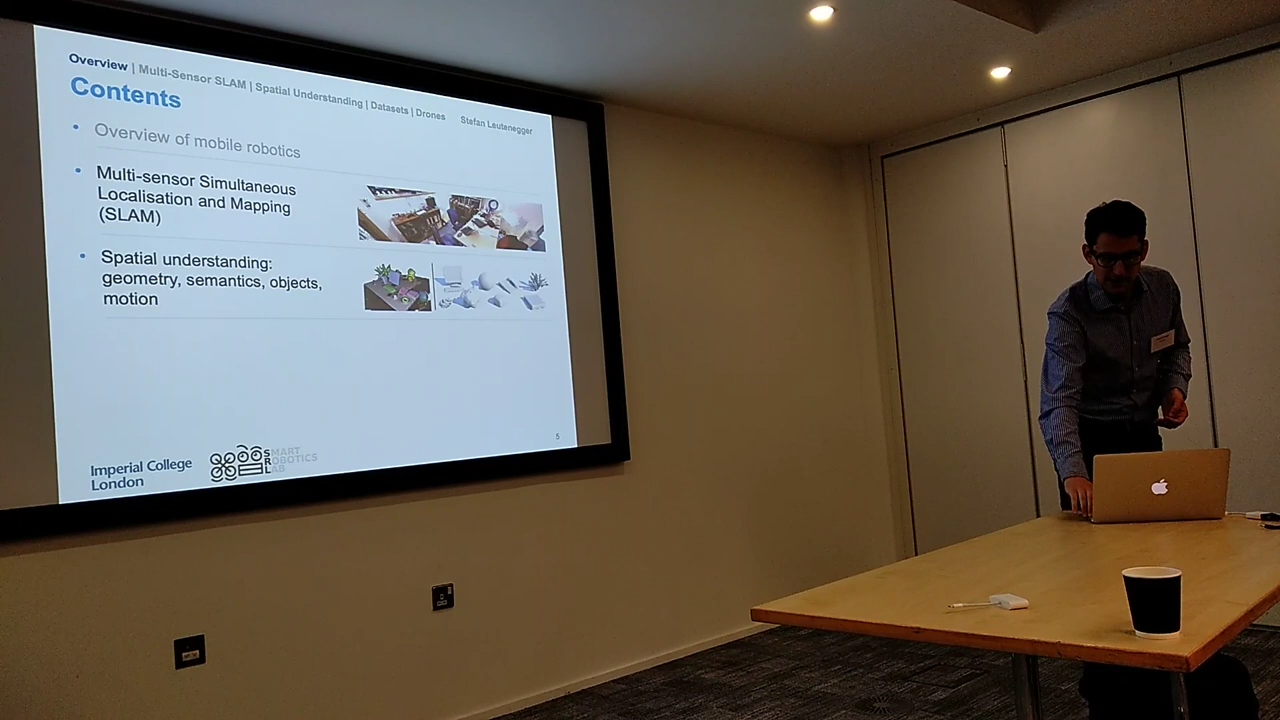 Overview | Multi-Sensor SLAM | Spatial Understanding | Datasets | Drones Stefan Leutenegger
Contents
• Overview of mobile robotics
• Multi-sensor Simultaneous
Localisation and Mapping
(SLAM)
• Spatial understanding:
geometry, semantics, objects,
motion
5
Imperial College
London
SMART
ROBOTICS
LAB